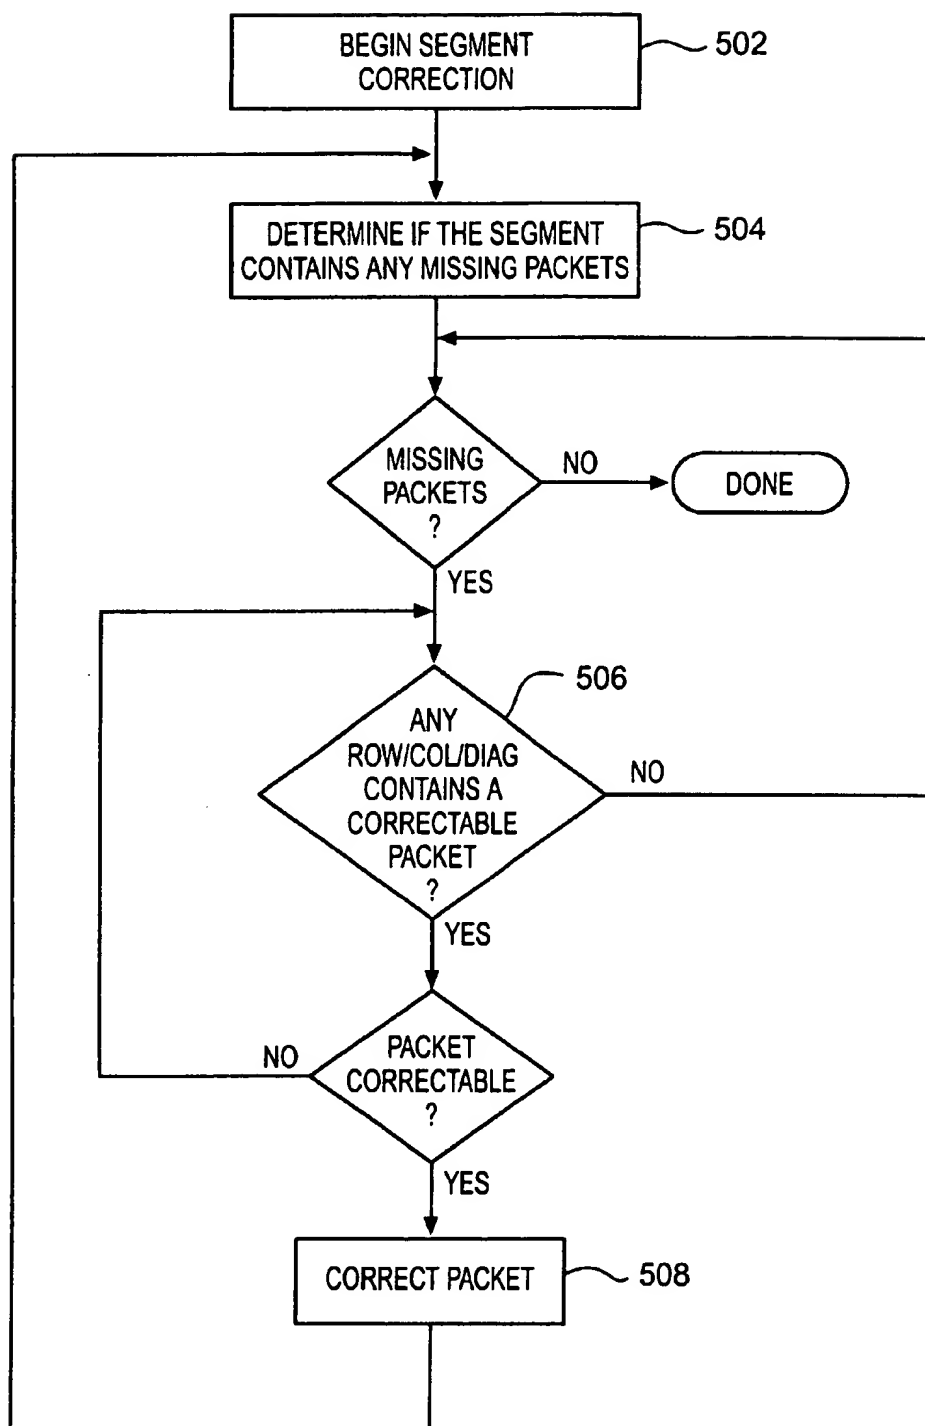 BEGIN SEGMENT
CORRECTION
502
DETERMINE IF THE SEGMENT
CONTAINS ANY MISSING PACKETS
504
MISSING
PACKETS
?
NO
DONE
YES
506
ANY
ROW/COL/DIAG
CONTAINS A
CORRECTABLE
PACKET
?
NO
YES
PACKET
CORRECTABLE
?
NO
YES
CORRECT PACKET
508